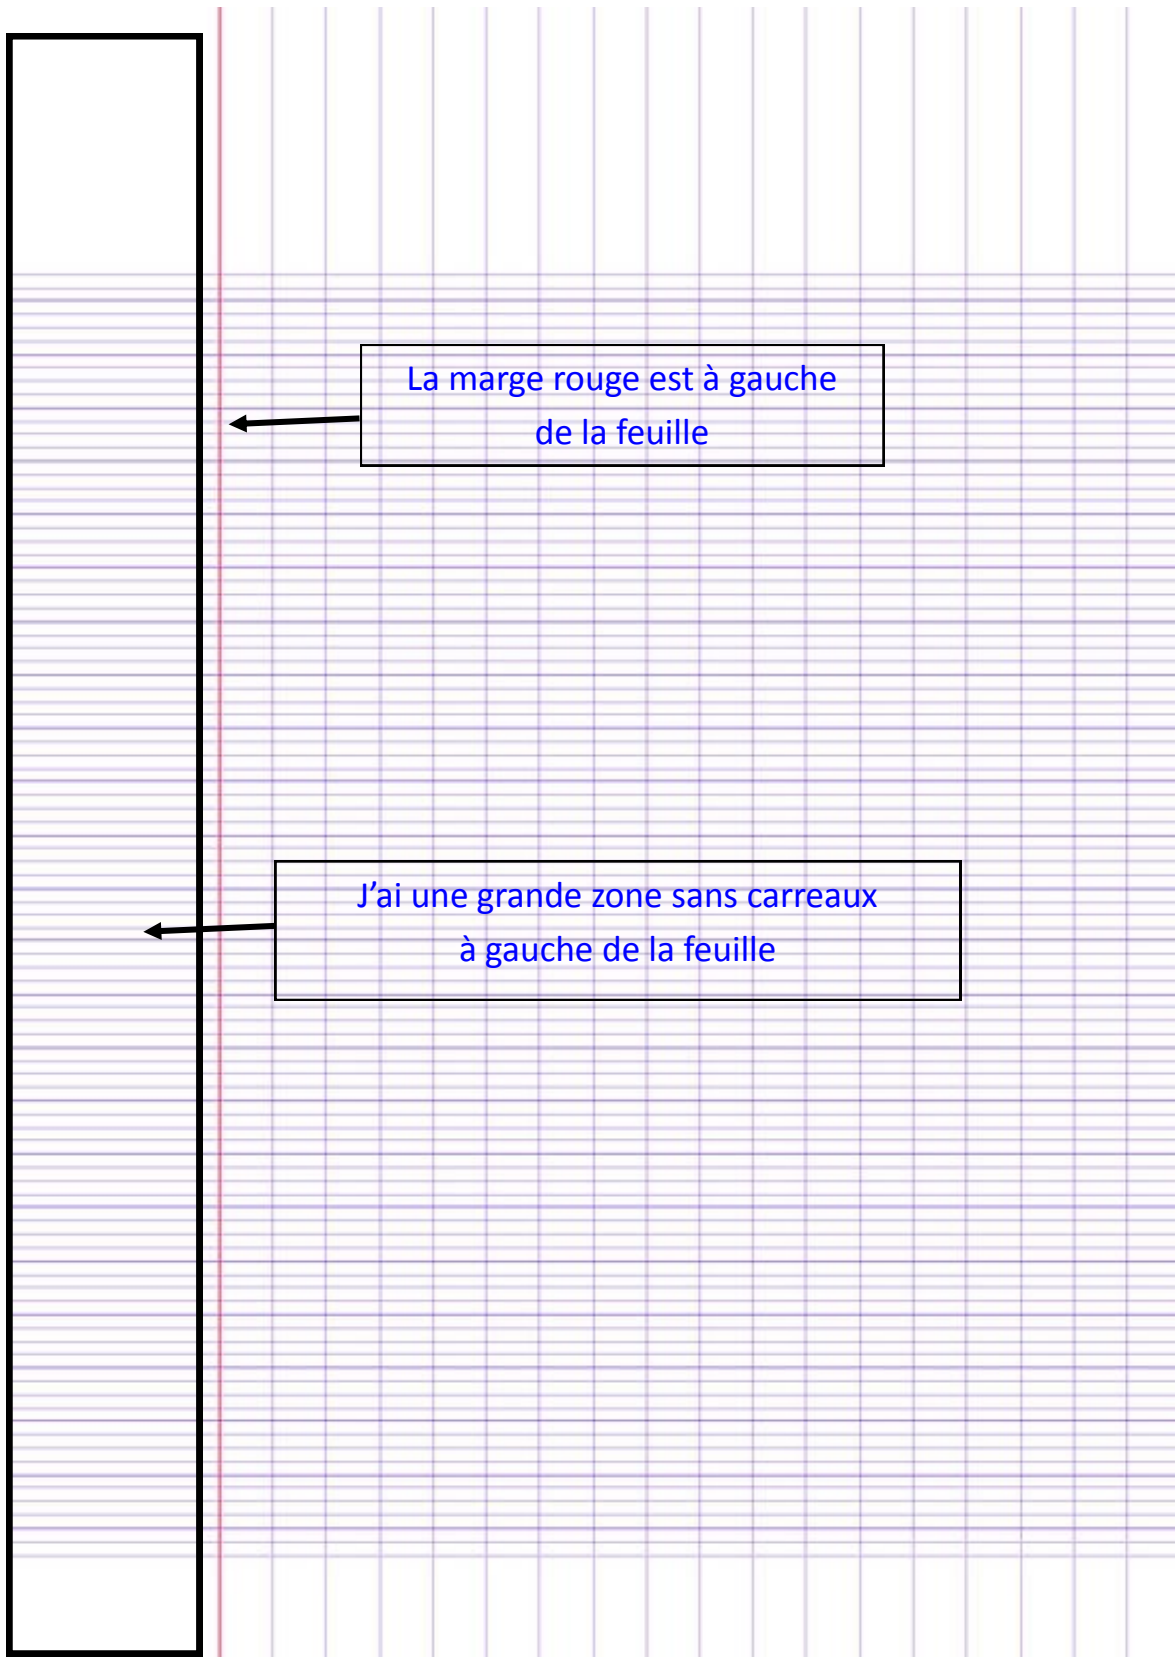 La marge rouge est à gauche
de la feuille
J’ai une grande zone sans carreaux
à gauche de la feuille